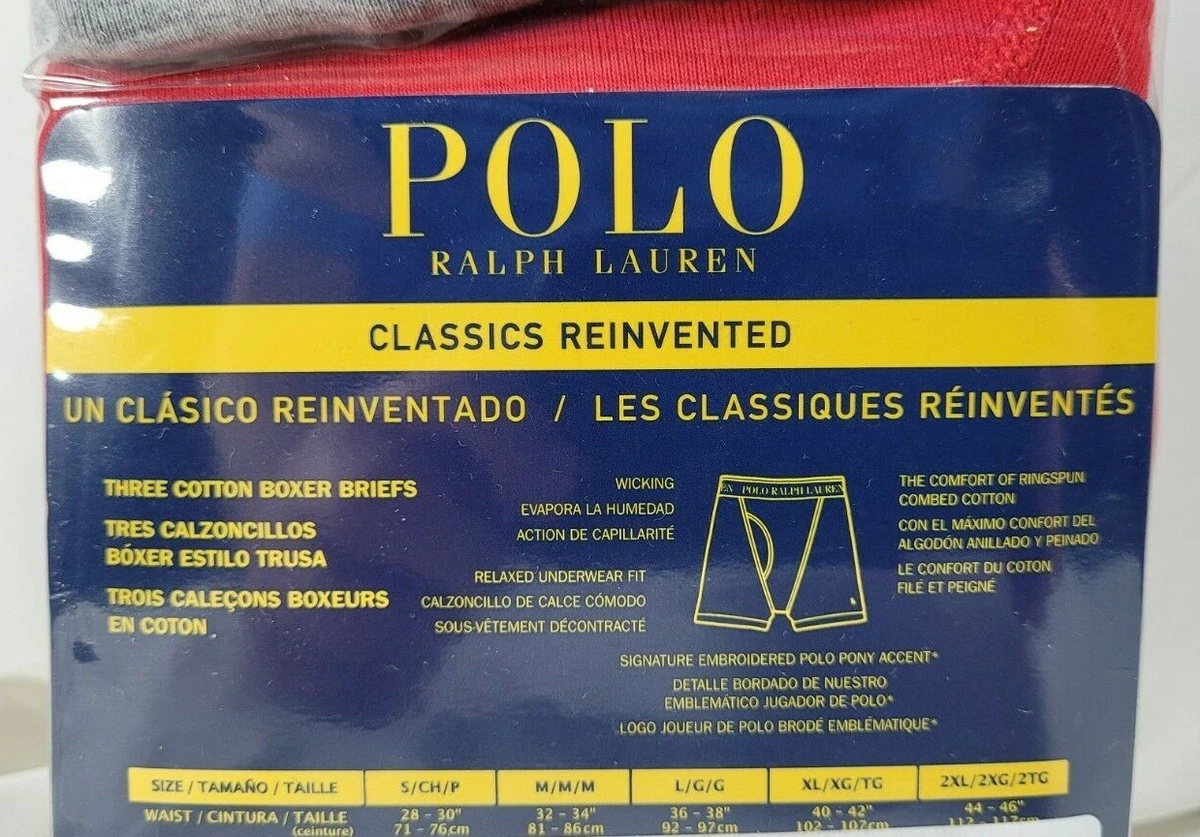 POLO
RALPH LAUREN
CLASSICS REINVENTED
UN CLÁSICO REINVENTADO / LES CLASSIQUES RÉINVENTÉS
THREE COTTON BOXER BRIEFS
TRES CALZONCILLOS
BÓXER ESTILO TRUSA
TROIS CALEÇONS BOXEURS
EN COTON
WICKING
EVAPORA LA HUMEDAD
ACTION DE CAPILLARITÉ
RELAXED UNDERWEAR FIT
CALZONCILLO DE CALCE CÓMODO
SOUS-VÊTEMENT DÉCONTRACTÉ
EN POLO RALPH LAUREN
THE COMFORT OF RINGSPUN
COMBED COTTON
CON EL MÁXIMO CONFORT DEL
ALGODÓN ANILLADO Y PEINADO
LE CONFORT DU COTON
FILÉ ET PEIGNÉ
SIGNATURE EMBROIDERED POLO PONY ACCENT*
DETALLE BORDADO DE NUESTRO
EMBLEMÁTICO JUGADOR DE POLO*
LOGO JOUEUR DE POLO BRODÉ EMBLÉMATIQUE*
SIZE / TAMAÑO / TAILLE S/CH/P M/M/M L/G/G XL/XG/TG 2XL/2XG/2TG
WAIST / CINTURA / TAILLE 28 - 30" 32 - 34" 36 - 38" 40 - 42" 44 - 46"
(ceinture) 71 - 76cm 81 - 86cm 92 - 97cm 102 - 107cm 112 - 117cm